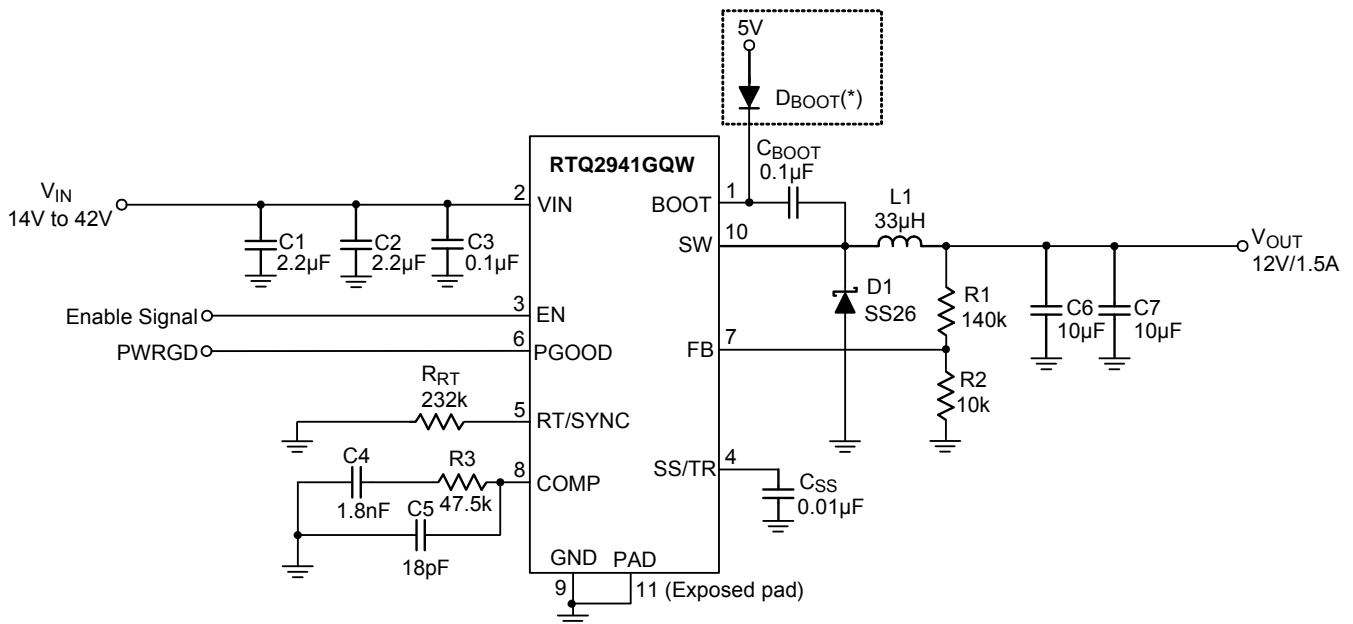 5V
DBOOT(*)
RTQ2941GQW
CBOOT
0.1µF
VIN
14V to 42V
2
VIN
BOOT
1
L1
33µH
SW
10
VOUT
12V/1.5A
C1
2.2µF
C2
2.2µF
C3
0.1µF
D1
SS26
R1
140k
C6
10µF
C7
10µF
Enable Signal
3
EN
PWRGD
6
PGOOD
FB
7
R2
10k
RRT
232k
5
RT/SYNC
C4
1.8nF
R3
47.5k
8
COMP
SS/TR
4
CSS
0.01µF
C5
18pF
GND
PAD
9
11 (Exposed pad)